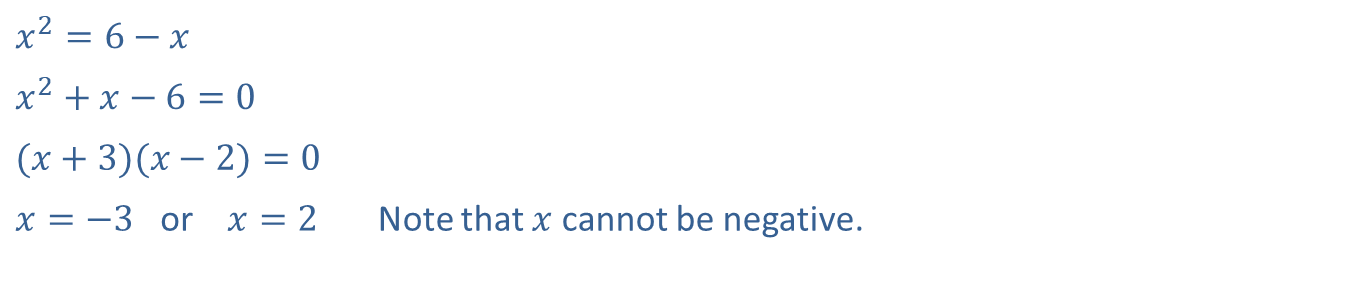 x² = 6 − x
x² + x − 6 = 0
(x + 3)(x − 2) = 0
x = −3 or x = 2 Note that x cannot be negative.